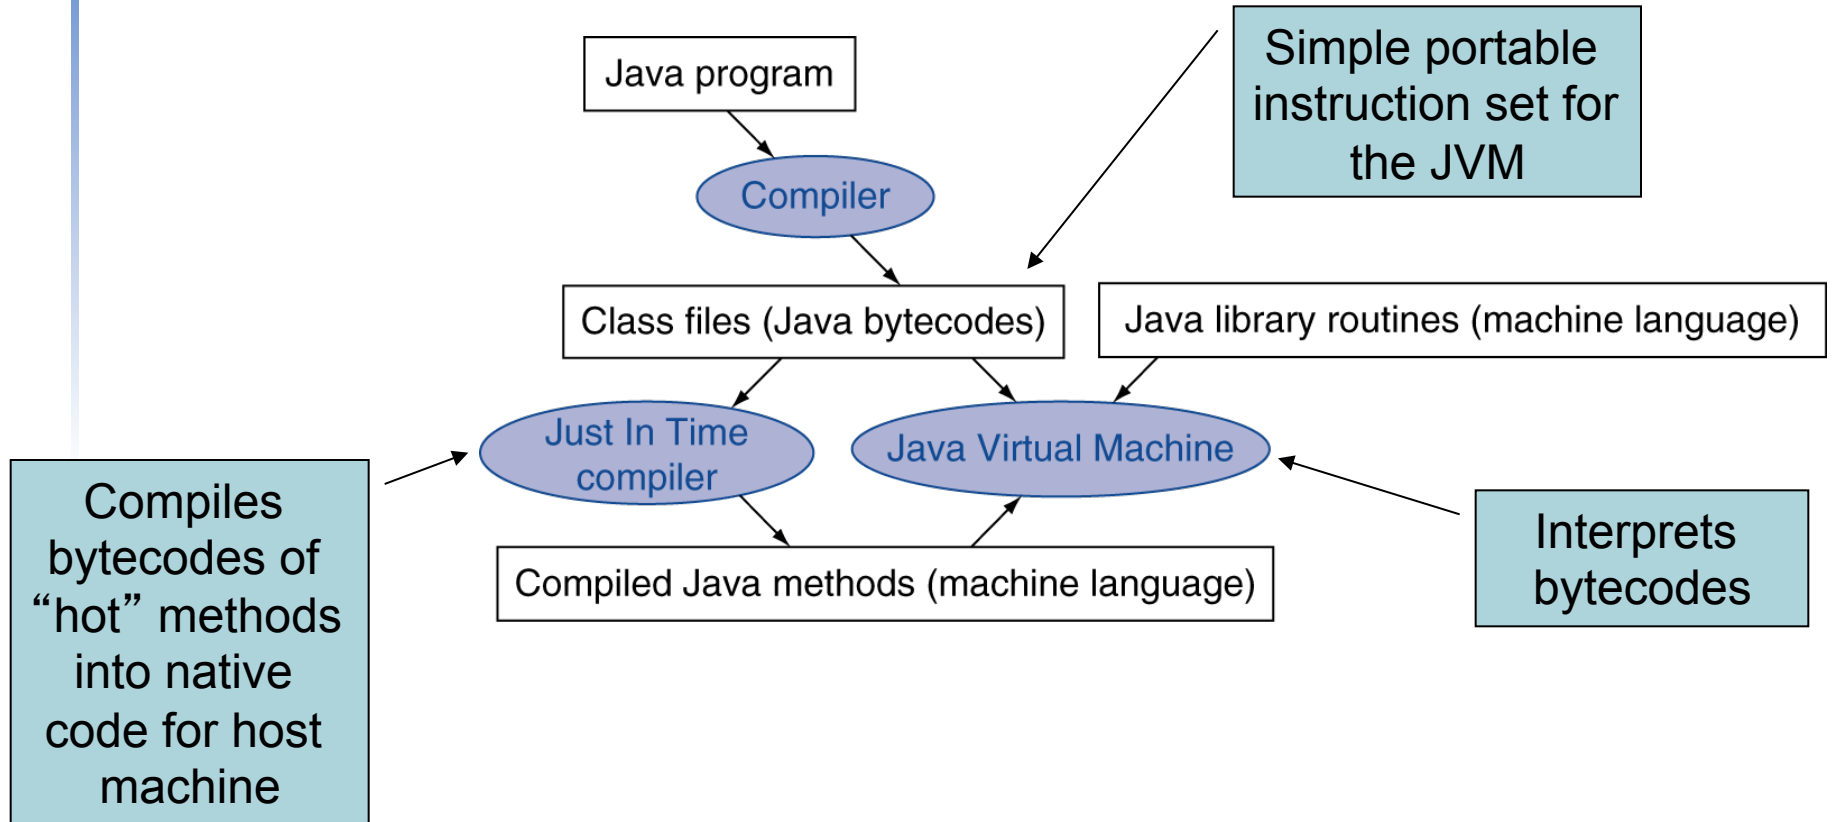 Java program
Simple portable
instruction set for
the JVM
Compiler
Class files (Java bytecodes)
Java library routines (machine language)
Just In Time
compiler
Java Virtual Machine
Compiles
bytecodes of
“hot” methods
into native
code for host
machine
Interprets
bytecodes
Compiled Java methods (machine language)